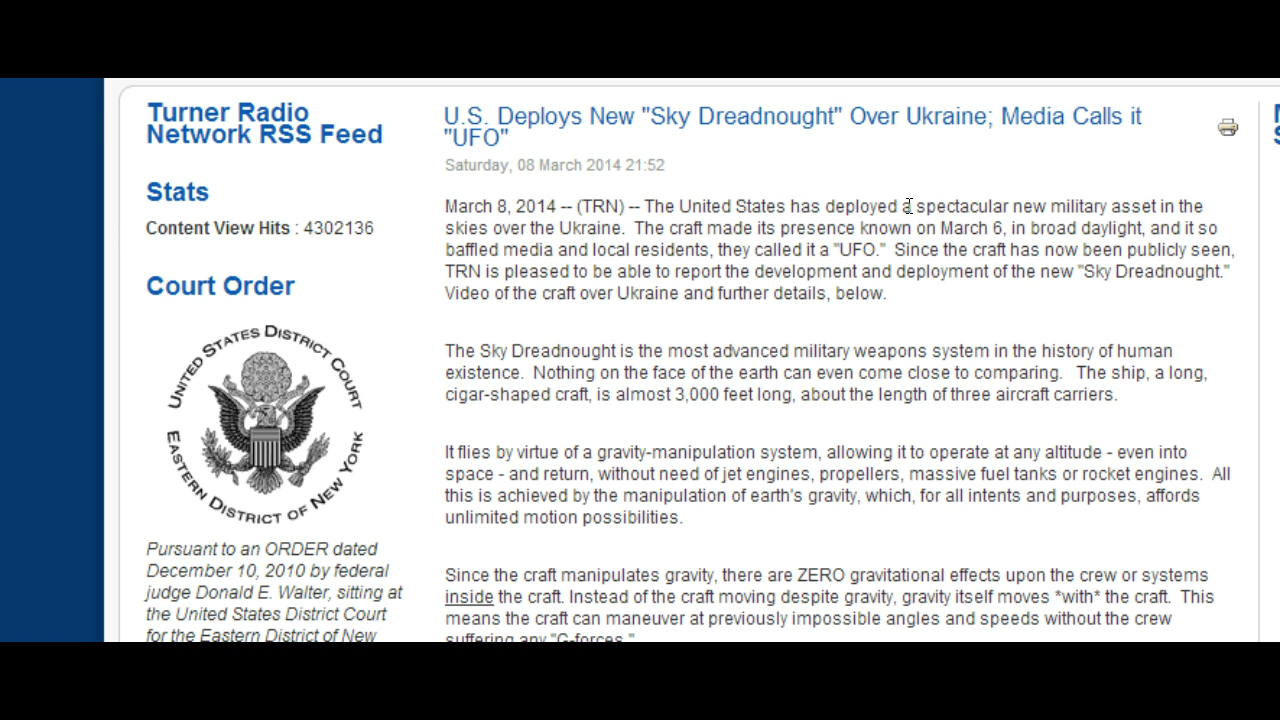 Turner Radio
Network RSS Feed
Stats
Content View Hits : 4302136
Court Order
UNITED STATES DISTRICT COURT
EASTERN DISTRICT OF NEW YORK
Pursuant to an ORDER dated
December 10, 2010 by federal
judge Donald E. Walter, sitting at
the United States District Court
for the Eastern District of New
U.S. Deploys New "Sky Dreadnought" Over Ukraine; Media Calls it
"UFO"
Saturday, 08 March 2014 21:52
March 8, 2014 -- (TRN) -- The United States has deployed a spectacular new military asset in the
skies over the Ukraine. The craft made its presence known on March 6, in broad daylight, and it so
baffled media and local residents, they called it a "UFO." Since the craft has now been publicly seen,
TRN is pleased to be able to report the development and deployment of the new "Sky Dreadnought."
Video of the craft over Ukraine and further details, below.
The Sky Dreadnought is the most advanced military weapons system in the history of human
existence. Nothing on the face of the earth can even come close to comparing. The ship, a long,
cigar-shaped craft, is almost 3,000 feet long, about the length of three aircraft carriers.
It flies by virtue of a gravity-manipulation system, allowing it to operate at any altitude - even into
space - and return, without need of jet engines, propellers, massive fuel tanks or rocket engines. All
this is achieved by the manipulation of earth's gravity, which, for all intents and purposes, affords
unlimited motion possibilities.
Since the craft manipulates gravity, there are ZERO gravitational effects upon the crew or systems
inside the craft. Instead of the craft moving despite gravity, gravity itself moves *with* the craft. This
means the craft can maneuver at previously impossible angles and speeds without the crew
suffering any "G-forces."